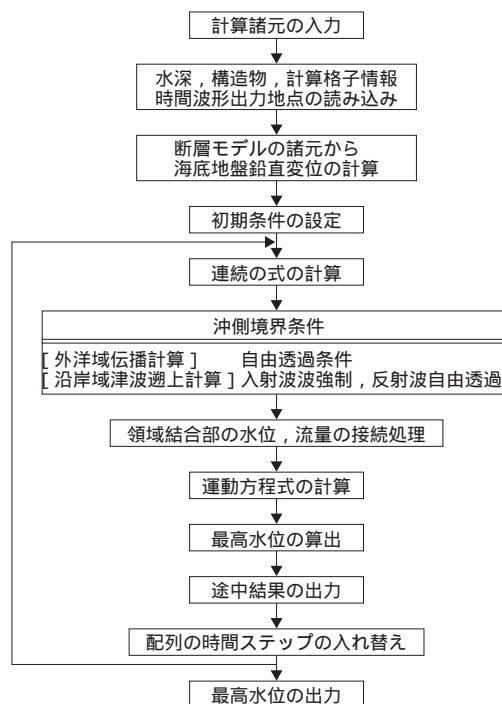 計算諸元の入力
水深，構造物，計算格子情報
時間波形出力地点の読み込み
断層モデルの諸元から
海底地盤鉛直変位の計算
初期条件の設定
連続の式の計算
沖側境界条件
[ 外洋域伝播計算 ] 自由透過条件
[ 沿岸域津波遡上計算 ] 入射波波強制，反射波自由透過
領域結合部の水位，流量の接続処理
運動方程式の計算
最高水位の算出
途中結果の出力
配列の時間ステップの入れ替え
最高水位の出力